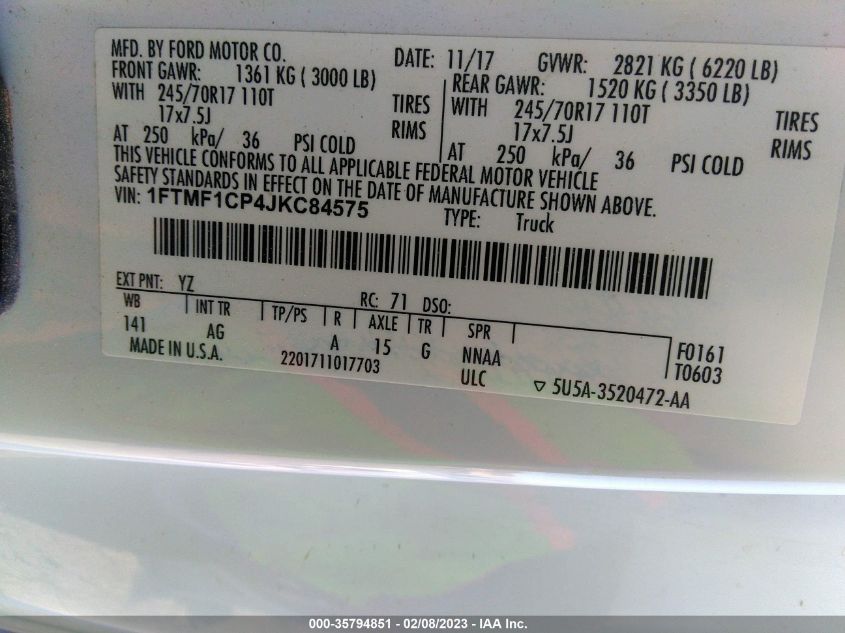 MFD. BY FORD MOTOR CO. DATE: 11/17 GVWR: 2821 KG ( 6220 LB)
FRONT GAWR: 1361 KG ( 3000 LB) REAR GAWR: 1520 KG ( 3350 LB)
WITH 245/70R17 110T TIRES WITH 245/70R17 110T TIRES
17x7.5J RIMS 17x7.5J RIMS
AT 250 kPa/ 36 PSI COLD AT 250 kPa/ 36 PSI COLD
THIS VEHICLE CONFORMS TO ALL APPLICABLE FEDERAL MOTOR VEHICLE
SAFETY STANDARDS IN EFFECT ON THE DATE OF MANUFACTURE SHOWN ABOVE.
VIN: 1FTMF1CP4JKC84575 TYPE: Truck
EXT PNT: YZ RC: 71 DSO:
WB INT TR TP/PS R AXLE TR SPR
141 AG A 15 G NNAA F0161
MADE IN U.S.A. 2201711017703 ULC T0603
▽ 5U5A-3520472-AA
000-35794851 - 02/08/2023 - IAA Inc.